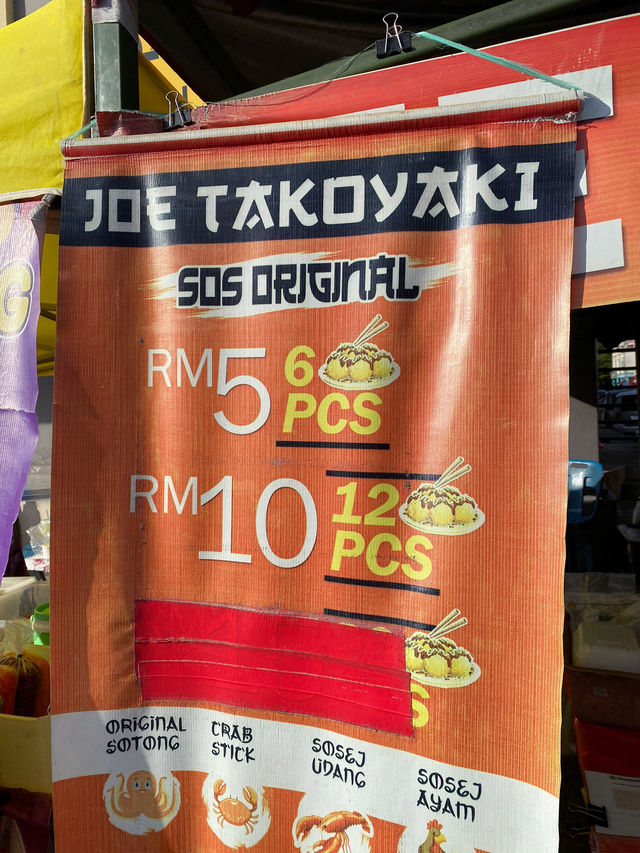 JOE TAKOYAKI
SOS ORIGINAL
RM5 6
PCS
RM10 12
PCS
S
ORIGINAL
SOTONG
CRAB
STICK
SOSEJ
UDANG
SOSEJ
AYAM
G